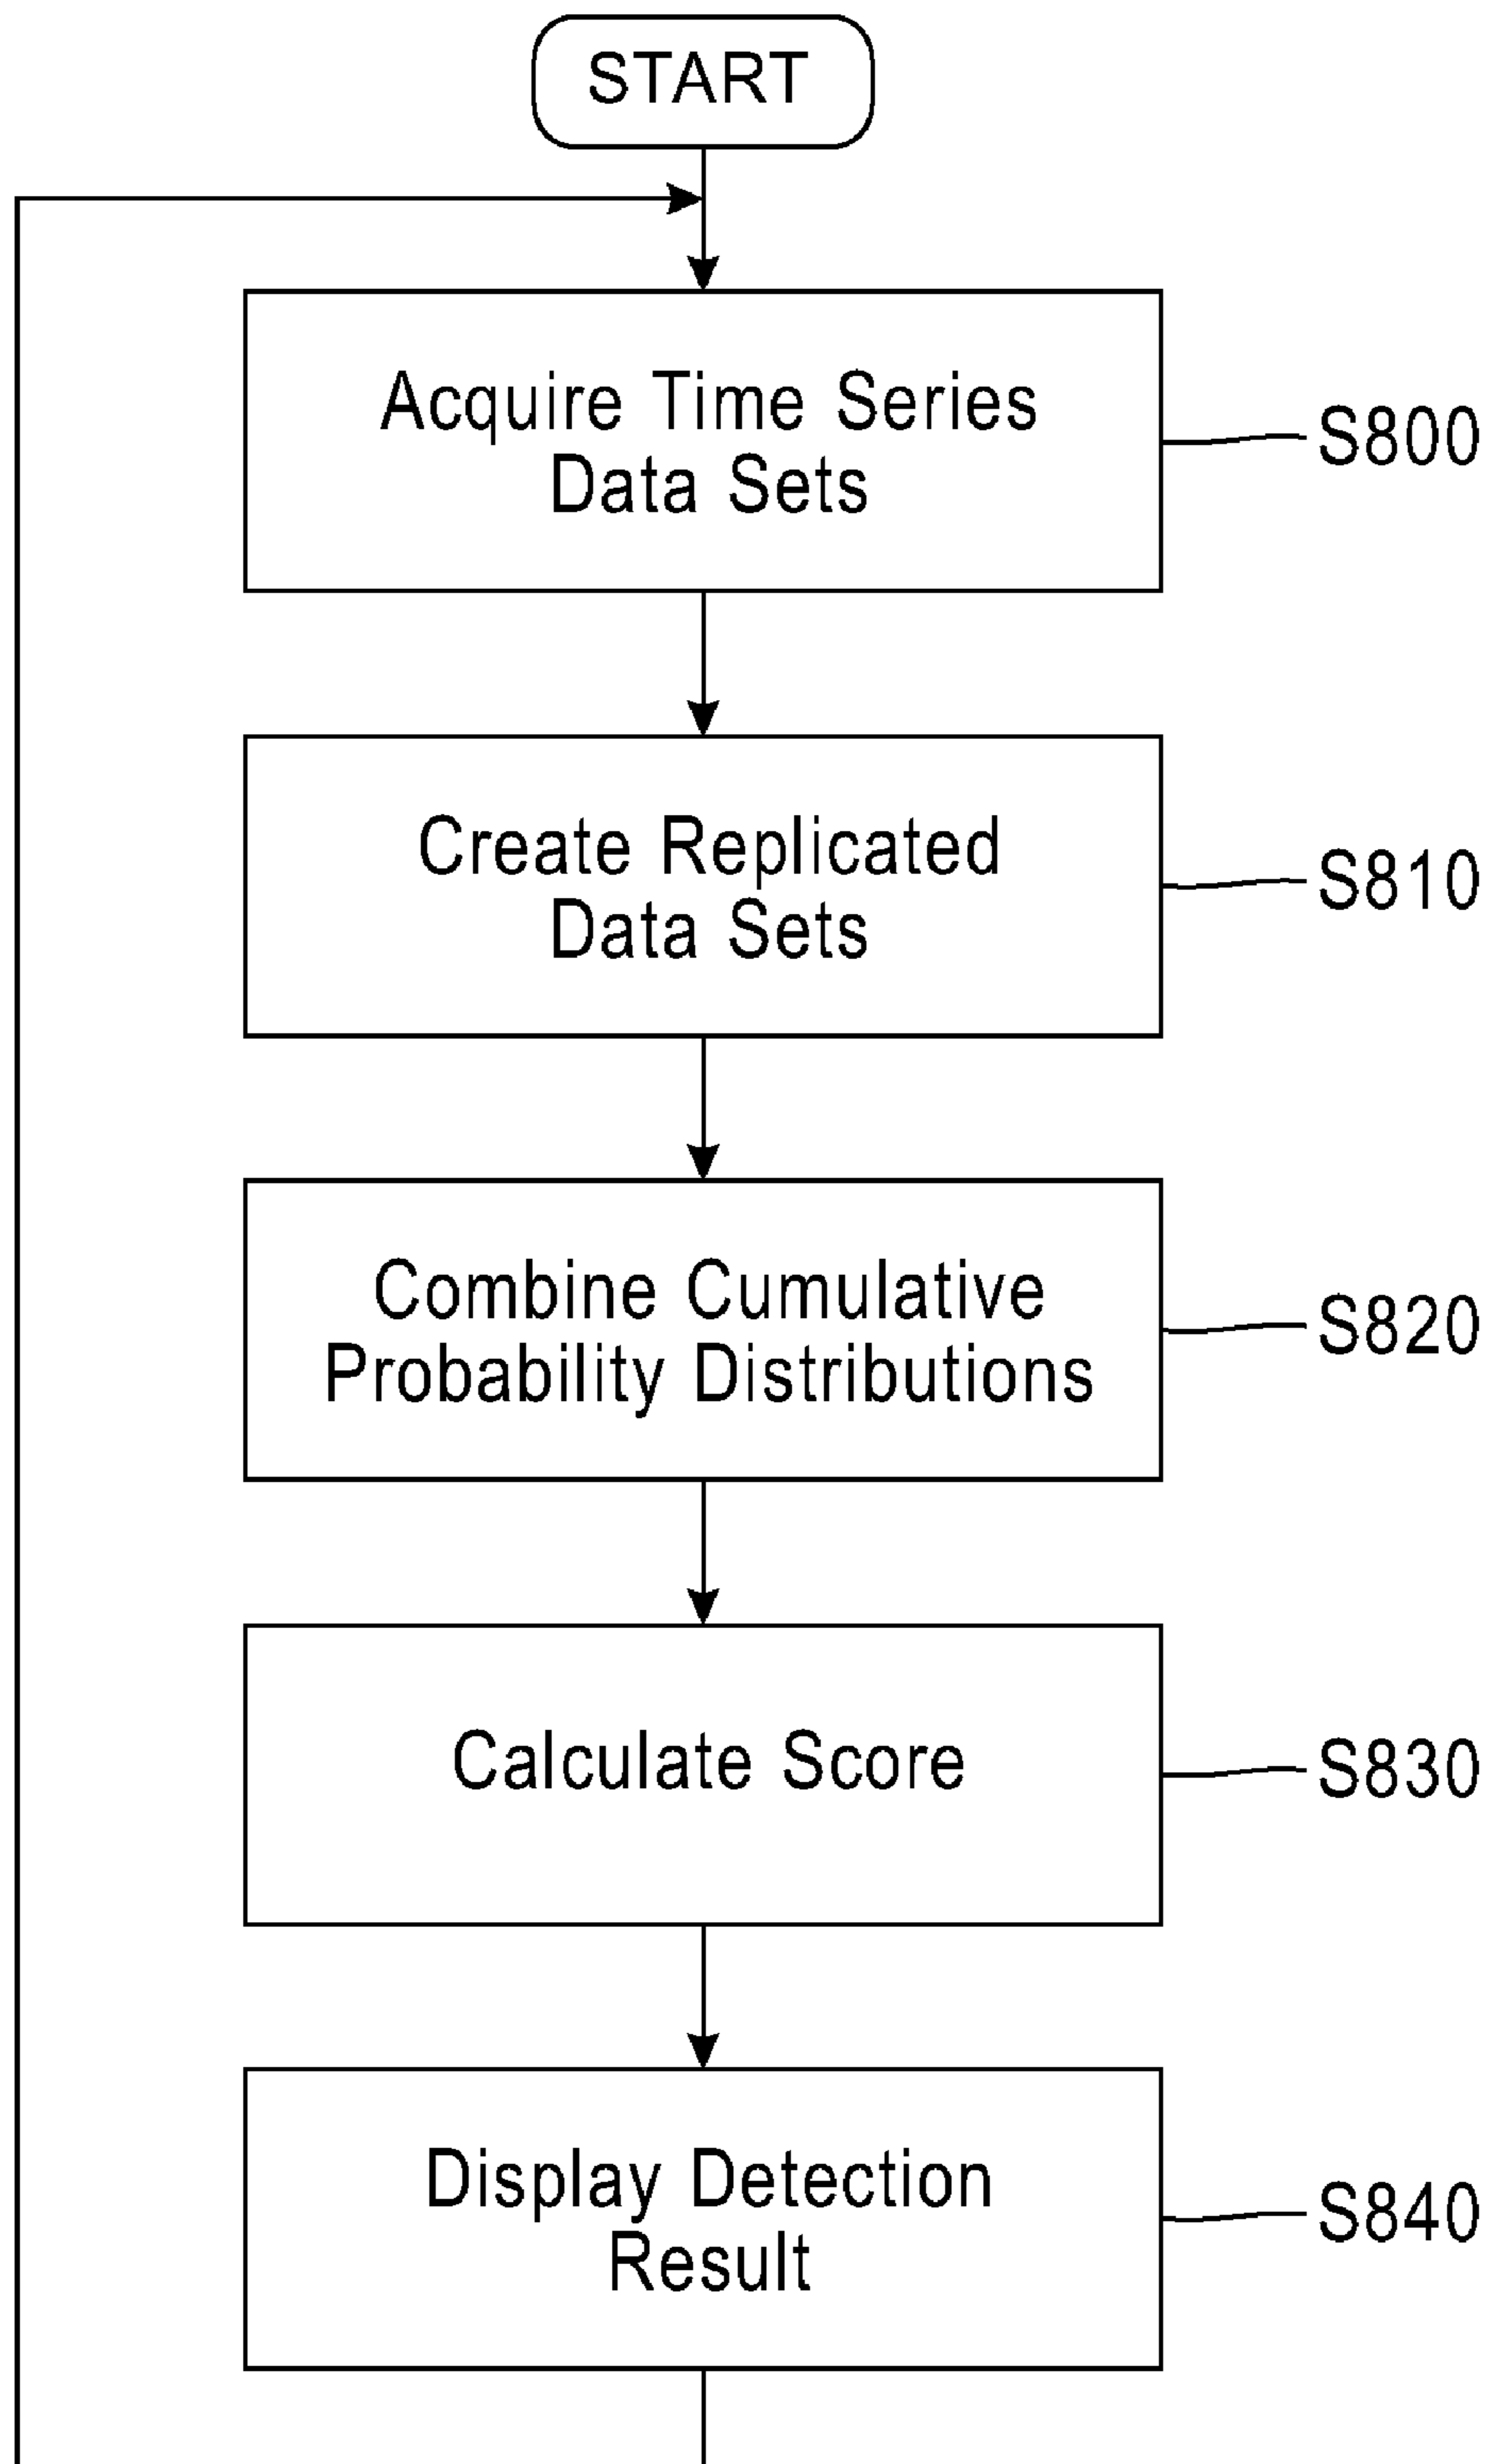 START
Acquire Time Series
Data Sets
S800
Create Replicated
Data Sets
S810
Combine Cumulative
Probability Distributions
S820
Calculate Score
S830
Display Detection
Result
S840